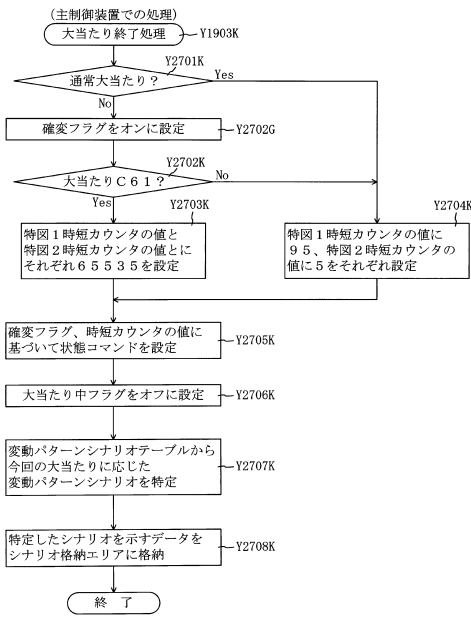 (主制御装置での処理)
大当たり終了処理
Y1903K
Y2701K
通常大当たり?
Yes
No
確変フラグをオンに設定
Y2702G
Y2702K
大当たりC61?
No
Yes
Y2703K
Y2704K
特図1時短カウンタの値と
特図2時短カウンタの値とに
それぞれ65535を設定
特図1時短カウンタの値に
95、特図2時短カウンタの
値に5をそれぞれ設定
確変フラグ、時短カウンタの値に
基づいて状態コマンドを設定
Y2705K
大当たり中フラグをオフに設定
Y2706K
変動パターンシナリオテーブルから
今回の大当たりに応じた
変動パターンシナリオを特定
Y2707K
特定したシナリオを示すデータを
シナリオ格納エリアに格納
Y2708K
終 了